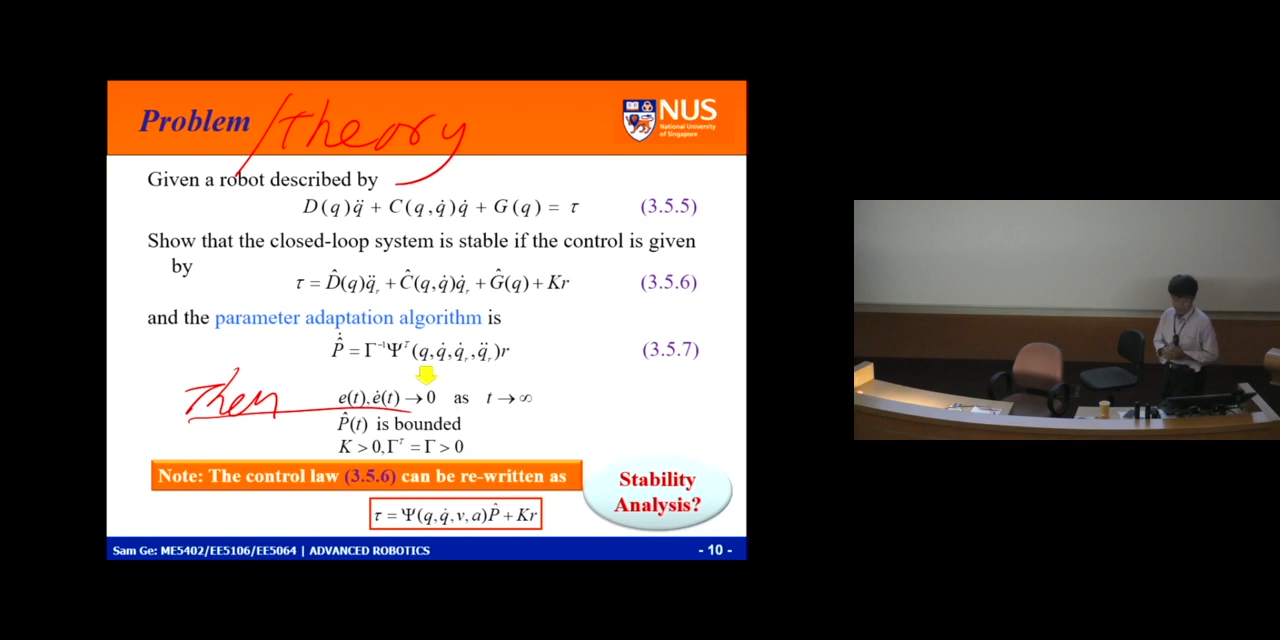 Problem /theory
NUS
National University
of Singapore
Given a robot described by
D(q)q̈ + C(q,q̇)q̇ + G(q) = τ (3.5.5)
Show that the closed-loop system is stable if the control is given
by
τ = D̂(q)q̈ᵣ + Ĉ(q,q̇)q̇ᵣ + Ĝ(q) + Kr (3.5.6)
and the parameter adaptation algorithm is
P̂̇ = Γ⁻¹Ψᵀ(q,q̇,q̇ᵣ,q̈ᵣ)r (3.5.7)
Then e(t),ė(t)→0 as t→∞
P̂(t) is bounded
K > 0,Γᵀ = Γ > 0
Note: The control law (3.5.6) can be re-written as
Stability
Analysis?
τ = Ψ(q,q̇,v,a)P̂ + Kr
Sam Ge: ME5402/EE5106/EE5064 | ADVANCED ROBOTICS - 10 -